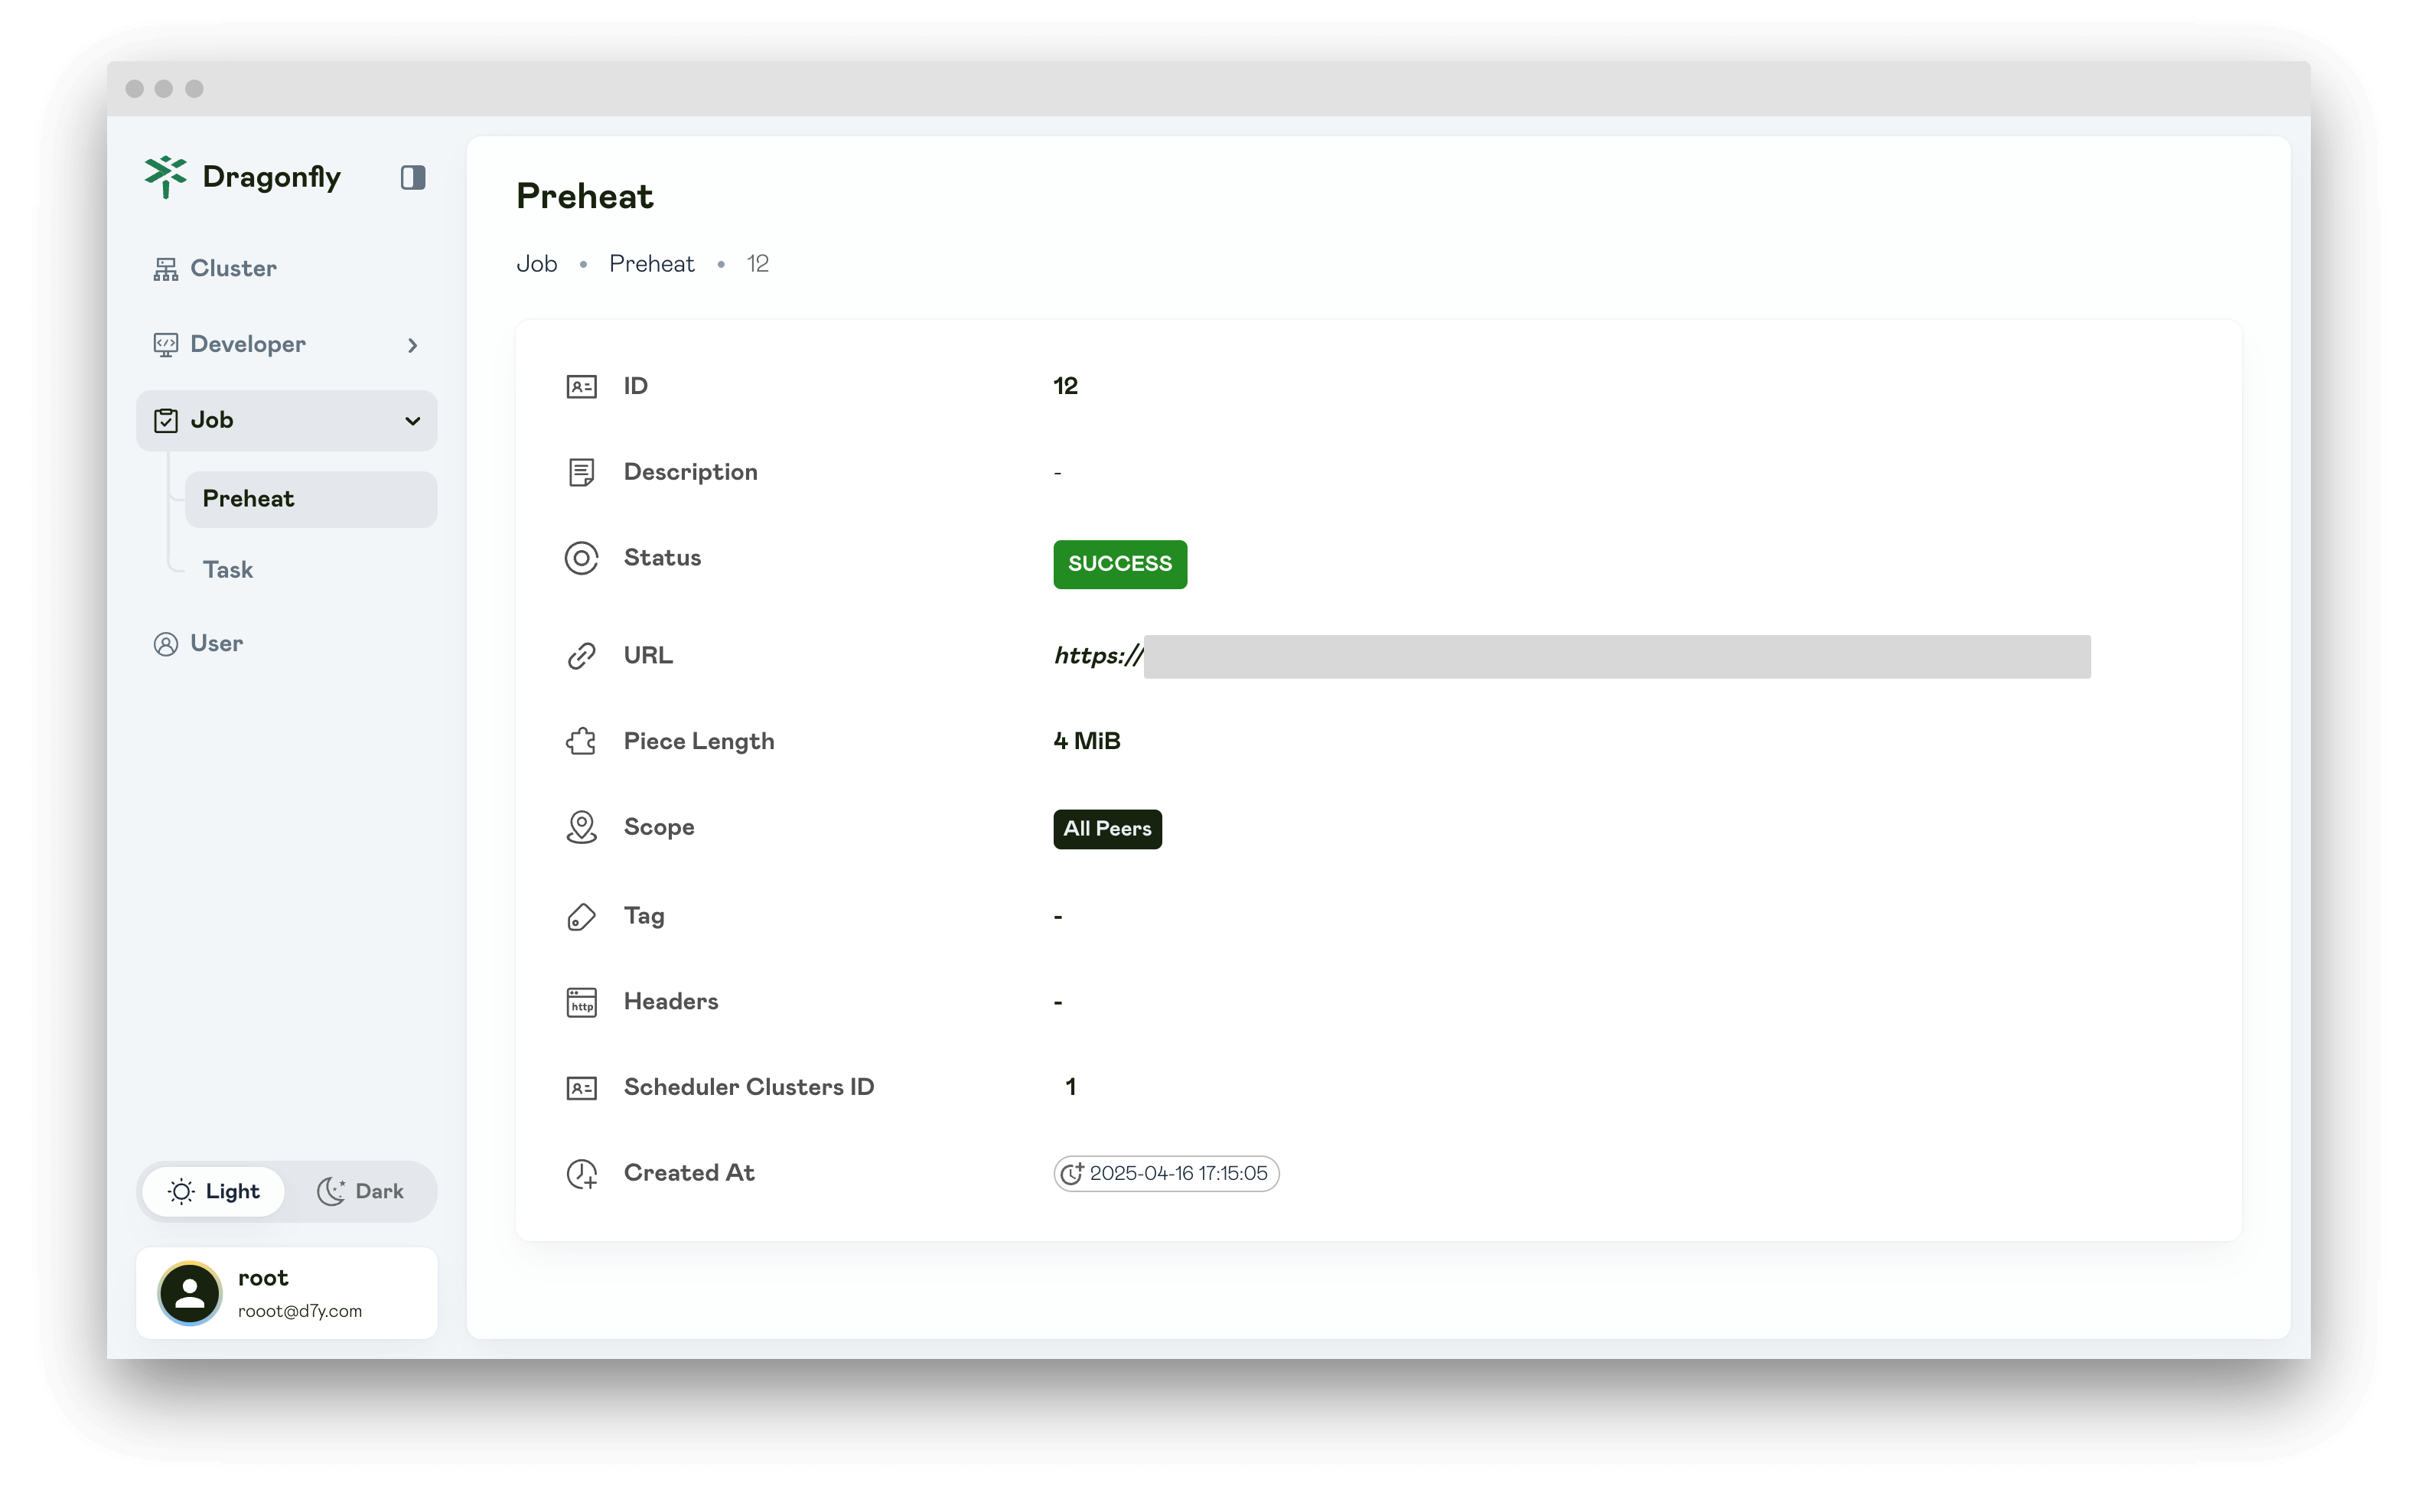 Dragonfly
Cluster
Developer
Job
Preheat
Task
User
Light
Dark
root
rooot@d7y.com
Preheat
Job • Preheat • 12
ID 12
Description -
Status SUCCESS
URL https://
Piece Length 4 MiB
Scope All Peers
Tag -
http
Headers -
Scheduler Clusters ID 1
Created At 2025-04-16 17:15:05